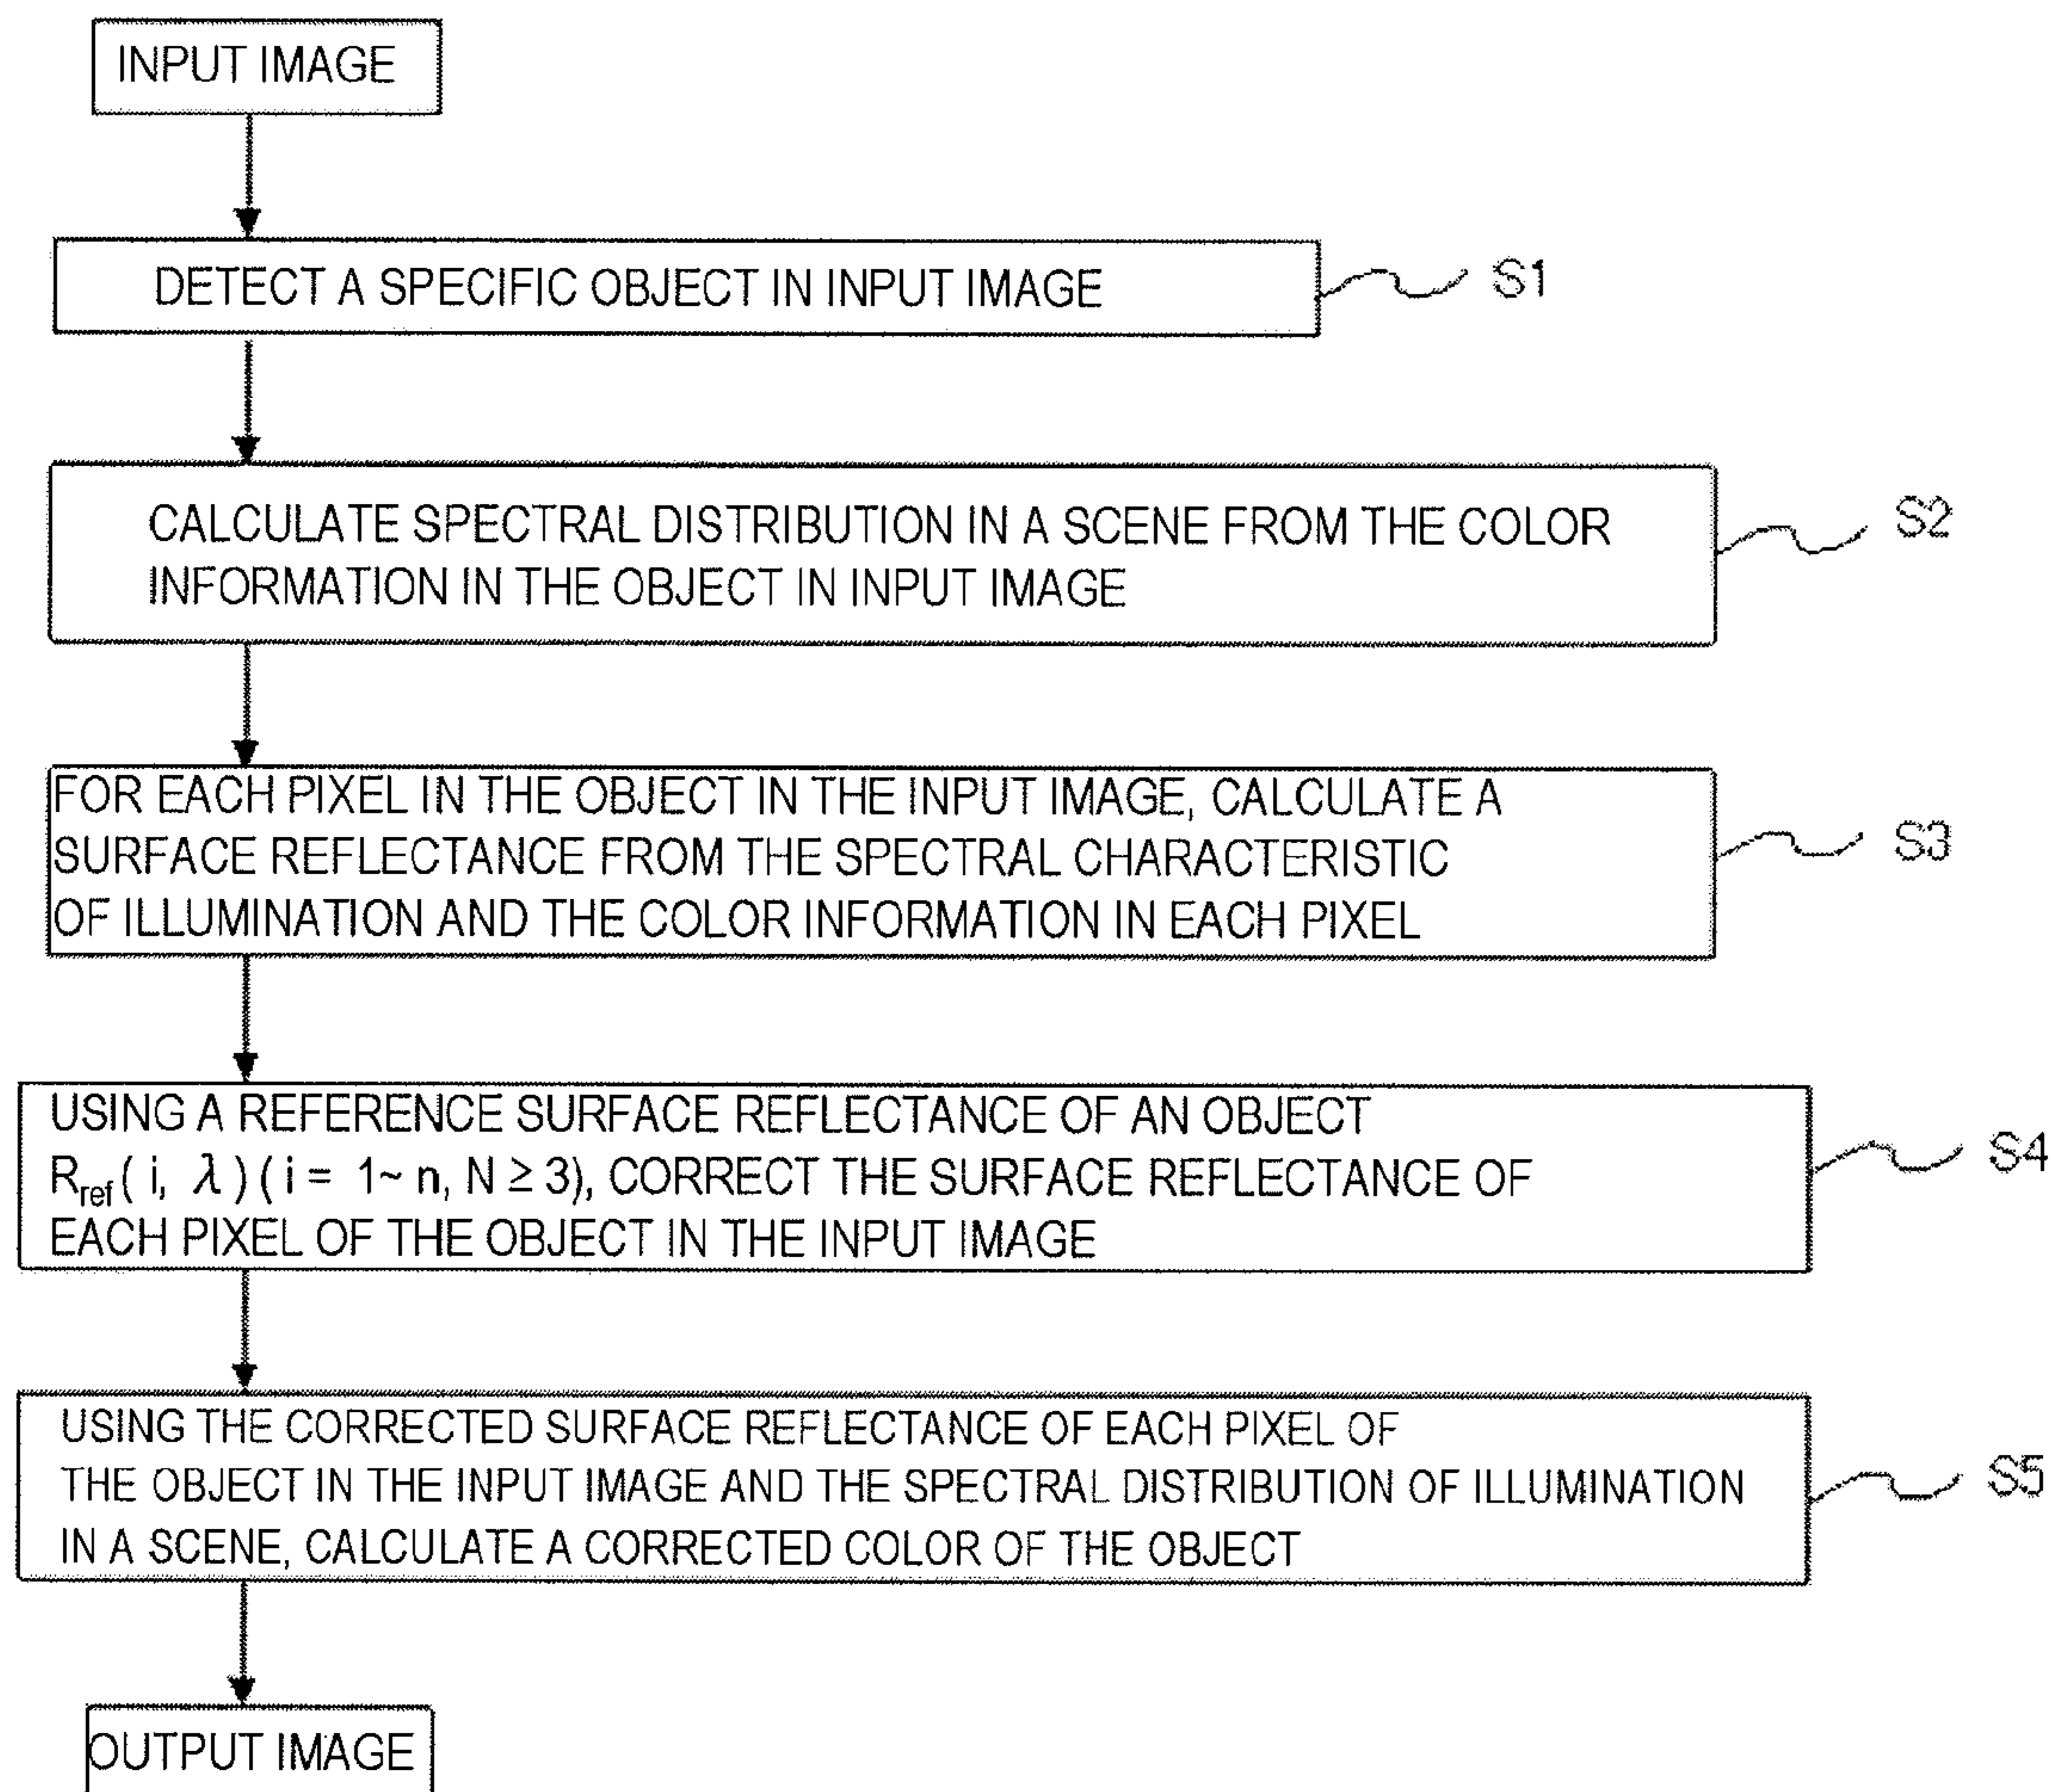 INPUT IMAGE
DETECT A SPECIFIC OBJECT IN INPUT IMAGE
S1
CALCULATE SPECTRAL DISTRIBUTION IN A SCENE FROM THE COLOR
INFORMATION IN THE OBJECT IN INPUT IMAGE
S2
FOR EACH PIXEL IN THE OBJECT IN THE INPUT IMAGE, CALCULATE A
SURFACE REFLECTANCE FROM THE SPECTRAL CHARACTERISTIC
OF ILLUMINATION AND THE COLOR INFORMATION IN EACH PIXEL
S3
USING A REFERENCE SURFACE REFLECTANCE OF AN OBJECT
Rref( i, λ)( i = 1~ n, N ≥ 3), CORRECT THE SURFACE REFLECTANCE OF
EACH PIXEL OF THE OBJECT IN THE INPUT IMAGE
S4
USING THE CORRECTED SURFACE REFLECTANCE OF EACH PIXEL OF
THE OBJECT IN THE INPUT IMAGE AND THE SPECTRAL DISTRIBUTION OF ILLUMINATION
IN A SCENE, CALCULATE A CORRECTED COLOR OF THE OBJECT
S5
OUTPUT IMAGE